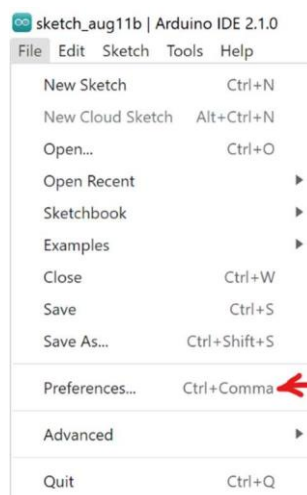 sketch_aug11b | Arduino IDE 2.1.0
File Edit Sketch Tools Help
New Sketch Ctrl+N
New Cloud Sketch Alt+Ctrl+N
Open... Ctrl+O
Open Recent
Sketchbook
Examples
Close Ctrl+W
Save Ctrl+S
Save As... Ctrl+Shift+S
Preferences... Ctrl+Comma
Advanced
Quit Ctrl+Q